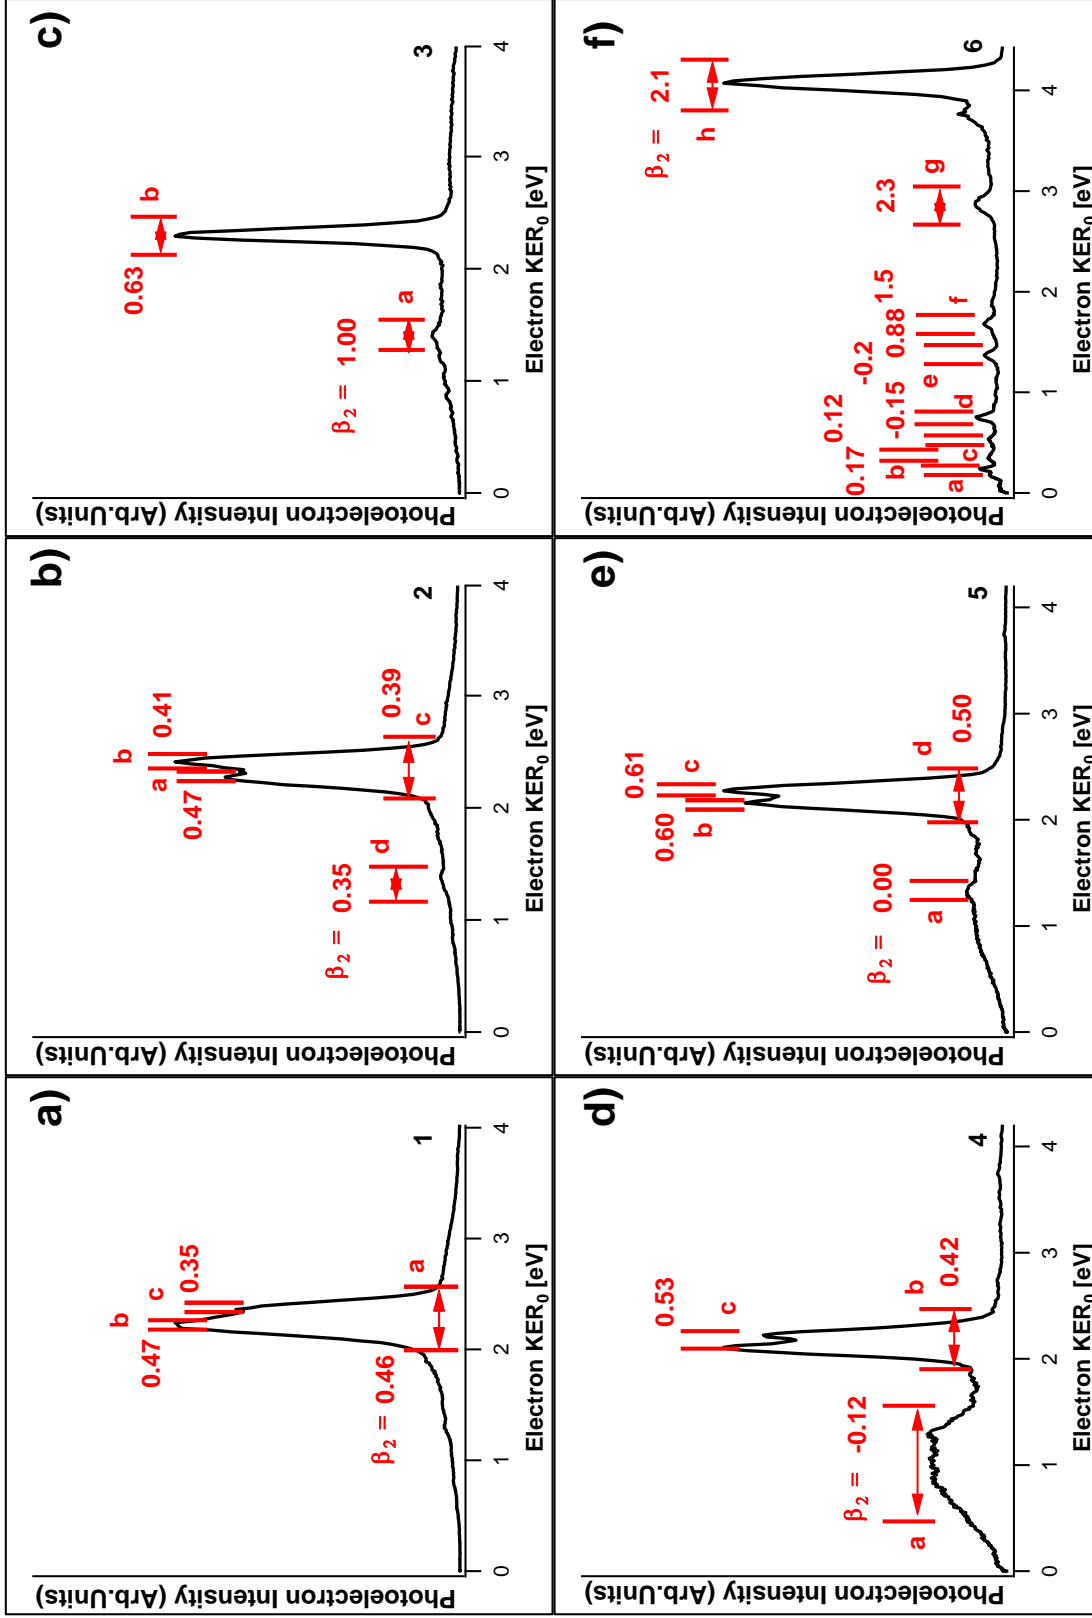 a)
Photoelectron Intensity (Arb.Units)
0.47
b
c
0.35
β2 = 0.46
a
1
0 1 2 3 4
Electron KER0 [eV]
b)
Photoelectron Intensity (Arb.Units)
0.47
a
b
0.41
β2 = 0.35
d
0.39
c
2
0 1 2 3 4
Electron KER0 [eV]
c)
Photoelectron Intensity (Arb.Units)
0.63
b
β2 = 1.00
a
3
0 1 2 3 4
Electron KER0 [eV]
d)
Photoelectron Intensity (Arb.Units)
0.53
c
β2 = -0.12
a
b
0.42
4
0 1 2 3 4
Electron KER0 [eV]
e)
Photoelectron Intensity (Arb.Units)
0.60
b
0.61
c
β2 = 0.00
a
d
0.50
5
0 1 2 3 4
Electron KER0 [eV]
f)
Photoelectron Intensity (Arb.Units)
β2 = 2.1
h
0.17
0.12
-0.15
-0.2
0.88
1.5
2.3
a
b
c
d
e
f
g
6
0 1 2 3 4
Electron KER0 [eV]